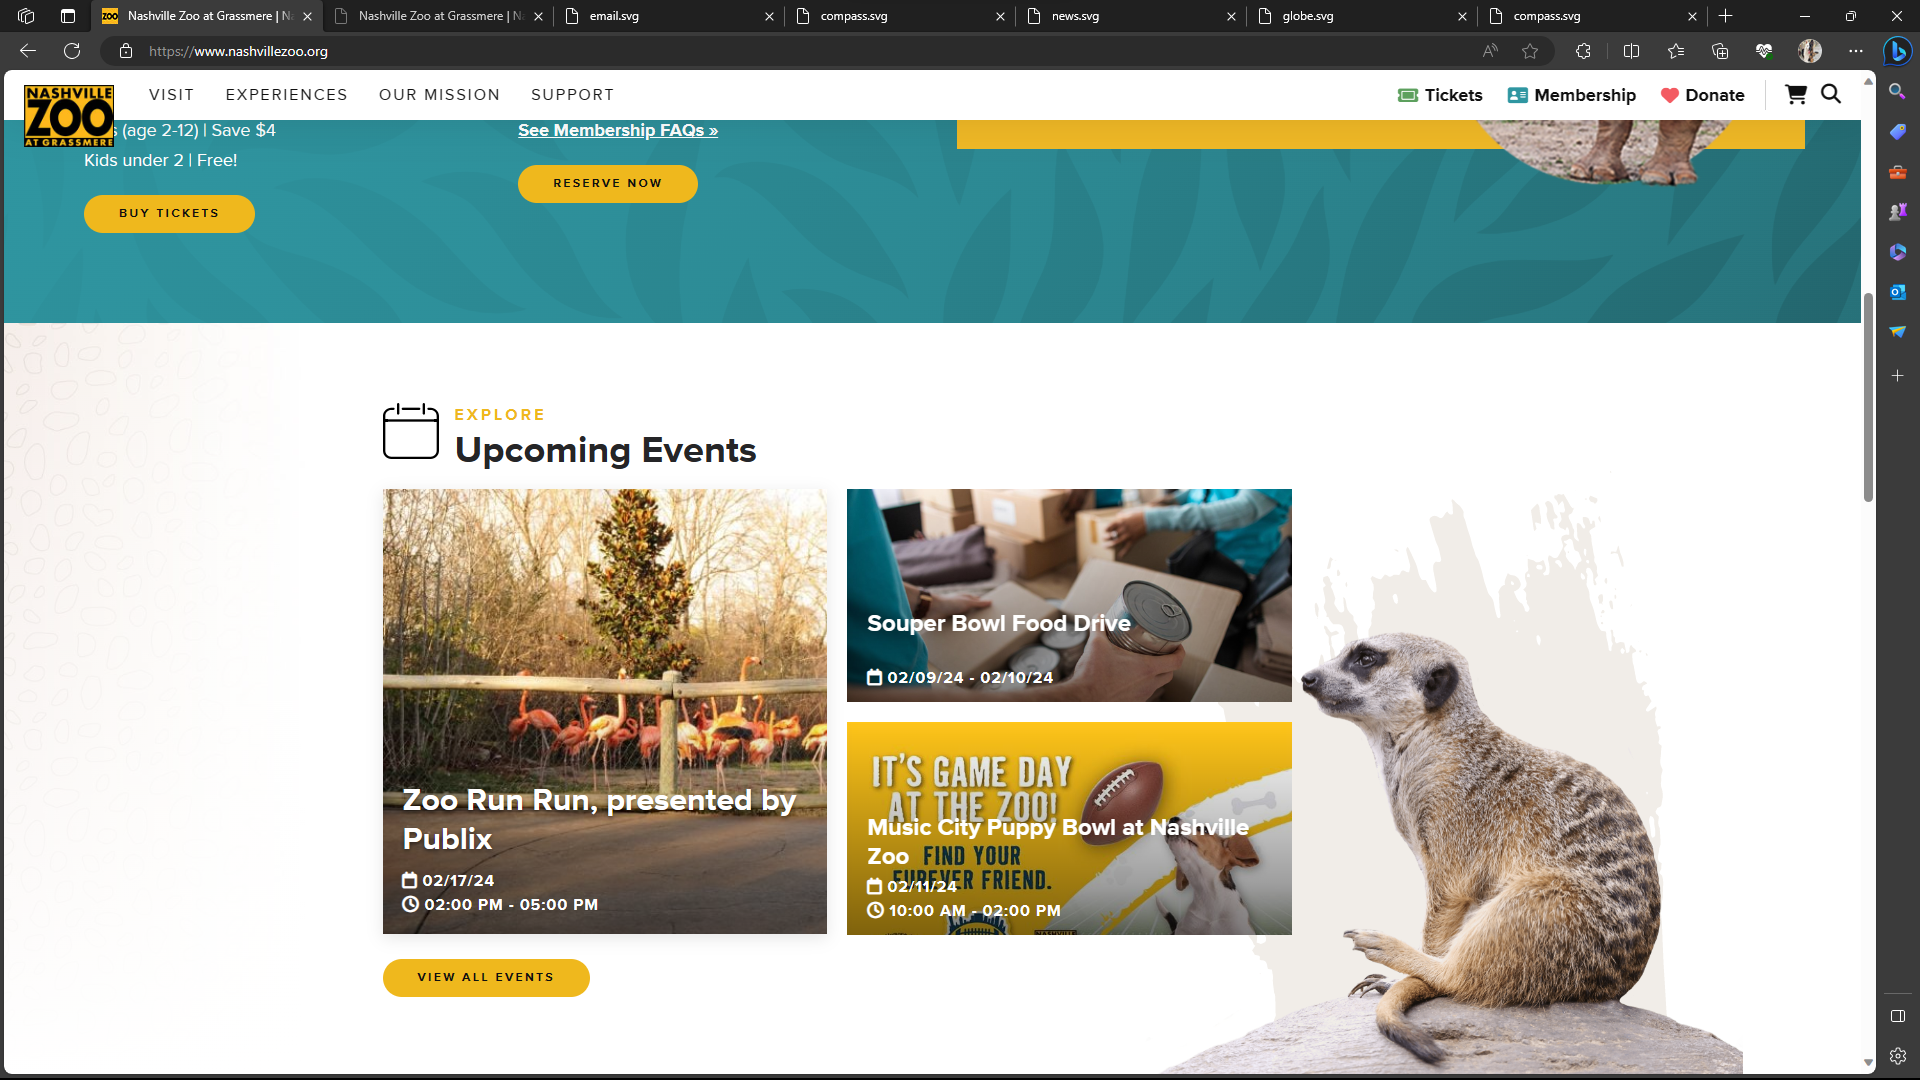 Nashville Zoo at Grassmere | N
Nashville Zoo at Grassmere | N
email.svg
compass.svg
news.svg
globe.svg
compass.svg
https://www.nashvillezoo.org
NASHVILLE
ZOO
AT GRASSMERE
VISIT
EXPERIENCES
OUR MISSION
SUPPORT
Tickets
Membership
Donate
(age 2-12) | Save $4
Kids under 2 | Free!
BUY TICKETS
See Membership FAQs »
RESERVE NOW
EXPLORE
Upcoming Events
Zoo Run Run, presented by
Publix
02/17/24
02:00 PM - 05:00 PM
Souper Bowl Food Drive
02/09/24 - 02/10/24
IT'S GAME DAY
AT THE ZOO!
Music City Puppy Bowl at Nashville
Zoo
FIND YOUR
FUREVER FRIEND.
02/11/24
10:00 AM - 02:00 PM
VIEW ALL EVENTS